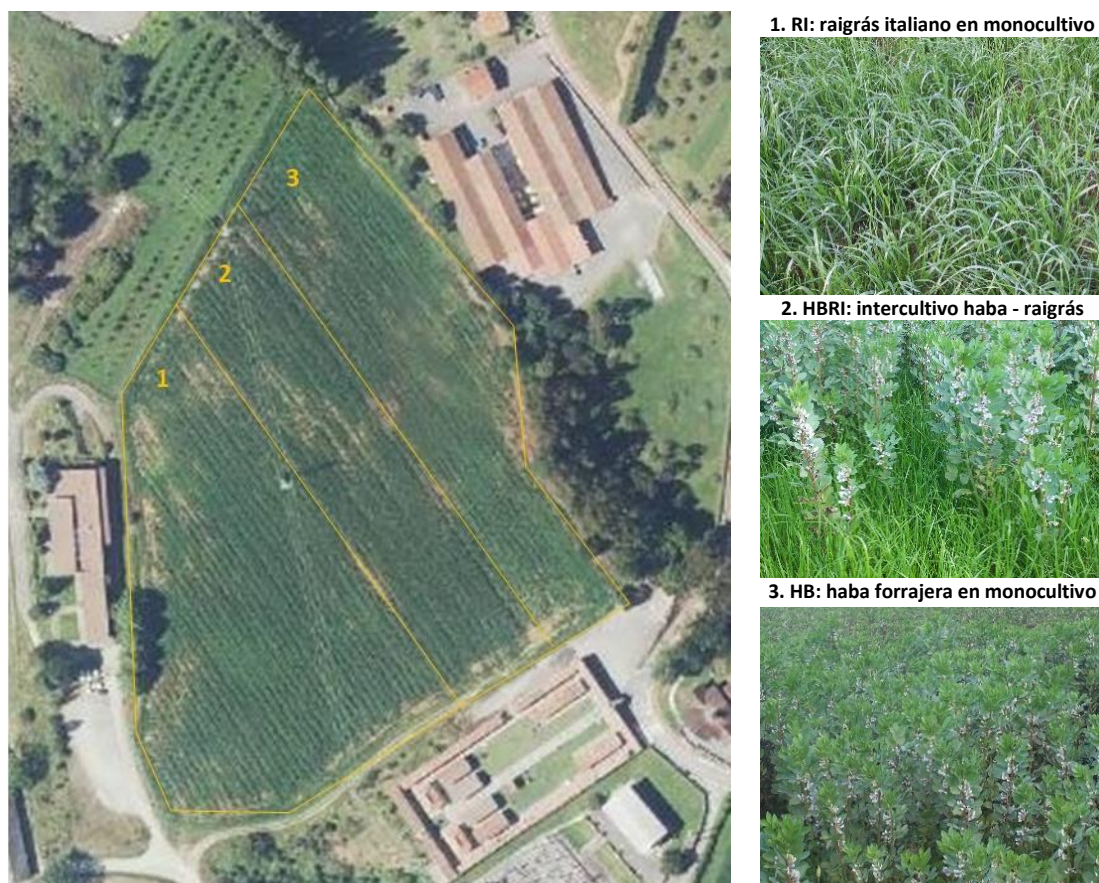 1. RI: raigrás italiano en monocultivo
3
2
1
2. HBRI: intercultivo haba - raigrás
3. HB: haba forrajera en monocultivo